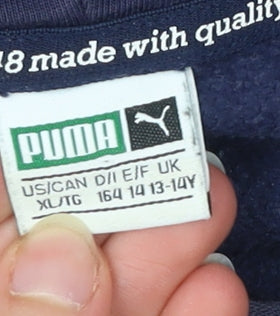 48 made with quality
PUMA
US/CAN D/I E/F UK
XL/TG 164 14 13-14Y